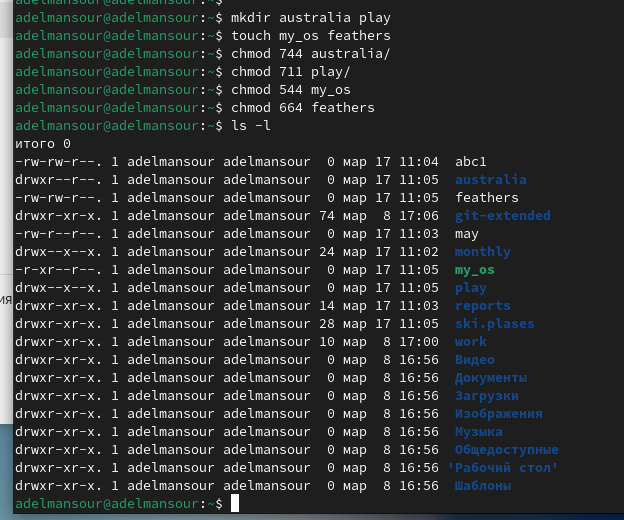 adelmansour@adelmansour:~$ mkdir australia play
adelmansour@adelmansour:~$ touch my_os feathers
adelmansour@adelmansour:~$ chmod 744 australia/
adelmansour@adelmansour:~$ chmod 711 play/
adelmansour@adelmansour:~$ chmod 544 my_os
adelmansour@adelmansour:~$ chmod 664 feathers
adelmansour@adelmansour:~$ ls -l
итого 0
-rw-rw-r--. 1 adelmansour adelmansour  0 мар 17 11:04  abc1
drwxr--r--. 1 adelmansour adelmansour  0 мар 17 11:05  australia
-rw-rw-r--. 1 adelmansour adelmansour  0 мар 17 11:05  feathers
drwxr-xr-x. 1 adelmansour adelmansour 74 мар  8 17:06  git-extended
-rw-r--r--. 1 adelmansour adelmansour  0 мар 17 11:03  may
drwx--x--x. 1 adelmansour adelmansour 24 мар 17 11:02  monthly
-r-xr--r--. 1 adelmansour adelmansour  0 мар 17 11:05  my_os
drwx--x--x. 1 adelmansour adelmansour  0 мар 17 11:05  play
drwxr-xr-x. 1 adelmansour adelmansour 14 мар 17 11:03  reports
drwxr-xr-x. 1 adelmansour adelmansour 28 мар 17 11:05  ski.plases
drwxr-xr-x. 1 adelmansour adelmansour 10 мар  8 17:00  work
drwxr-xr-x. 1 adelmansour adelmansour  0 мар  8 16:56  Видео
drwxr-xr-x. 1 adelmansour adelmansour  0 мар  8 16:56  Документы
drwxr-xr-x. 1 adelmansour adelmansour  0 мар  8 16:56  Загрузки
drwxr-xr-x. 1 adelmansour adelmansour  0 мар  8 16:56  Изображения
drwxr-xr-x. 1 adelmansour adelmansour  0 мар  8 16:56  Музыка
drwxr-xr-x. 1 adelmansour adelmansour  0 мар  8 16:56  Общедоступные
drwxr-xr-x. 1 adelmansour adelmansour  0 мар  8 16:56 'Рабочий стол'
drwxr-xr-x. 1 adelmansour adelmansour  0 мар  8 16:56  Шаблоны
adelmansour@adelmansour:~$